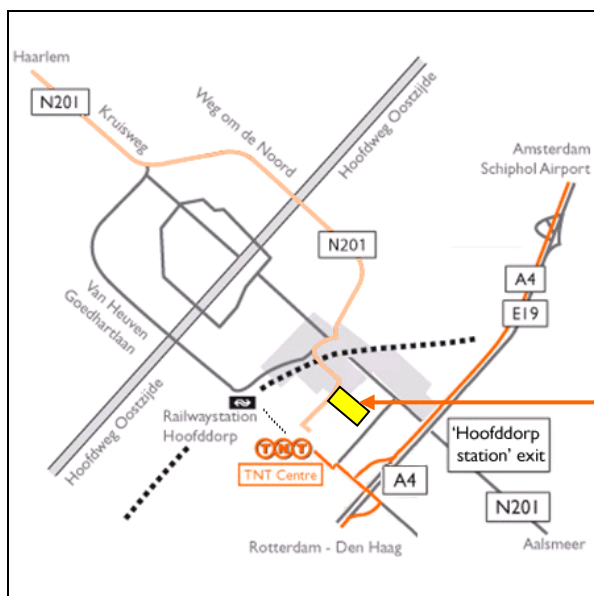 Haarlem
N201
Kruisweg
Weg om de Noord
Hoofdweg Oostzijde
Amsterdam
Schiphol Airport
N201
A4
E19
Van Heuven
Goedhartlaan
Railwaystation
Hoofddorp
Hoofdweg Oostzijde
TNT
TNT Centre
'Hoofddorp
station' exit
A4
N201
Rotterdam - Den Haag
Aalsmeer